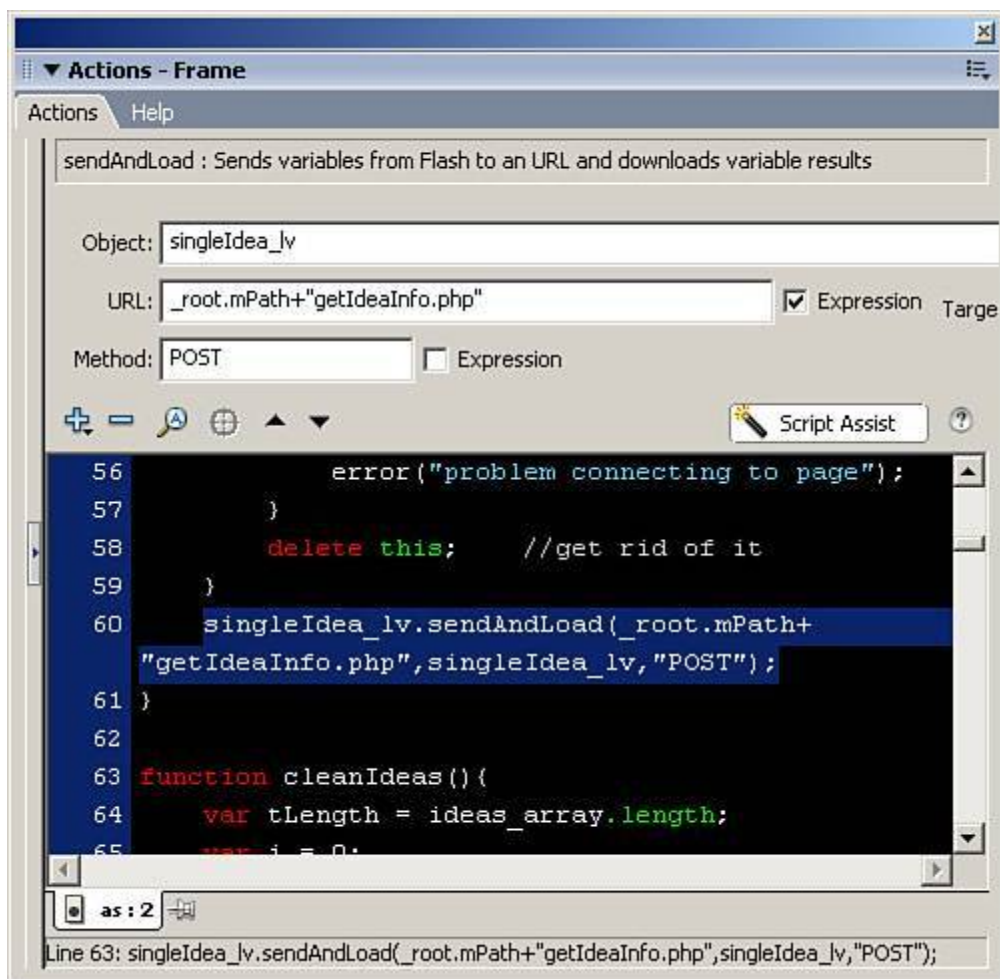 Actions - Frame
Actions Help
sendAndLoad : Sends variables from Flash to an URL and downloads variable results
Object: singleIdea_lv
URL: _root.mPath+"getIdeaInfo.php" Expression Targe
Method: POST Expression
Script Assist ?
56 error("problem connecting to page");
57 }
58 delete this; //get rid of it
59 }
60 singleIdea_lv.sendAndLoad(_root.mPath+
"getIdeaInfo.php",singleIdea_lv,"POST");
61 }
62
63 function cleanIdeas(){
64 var tLength = ideas_array.length;
65 var i = 0;
as:2
Line 63: singleIdea_lv.sendAndLoad(_root.mPath+"getIdeaInfo.php",singleIdea_lv,"POST");